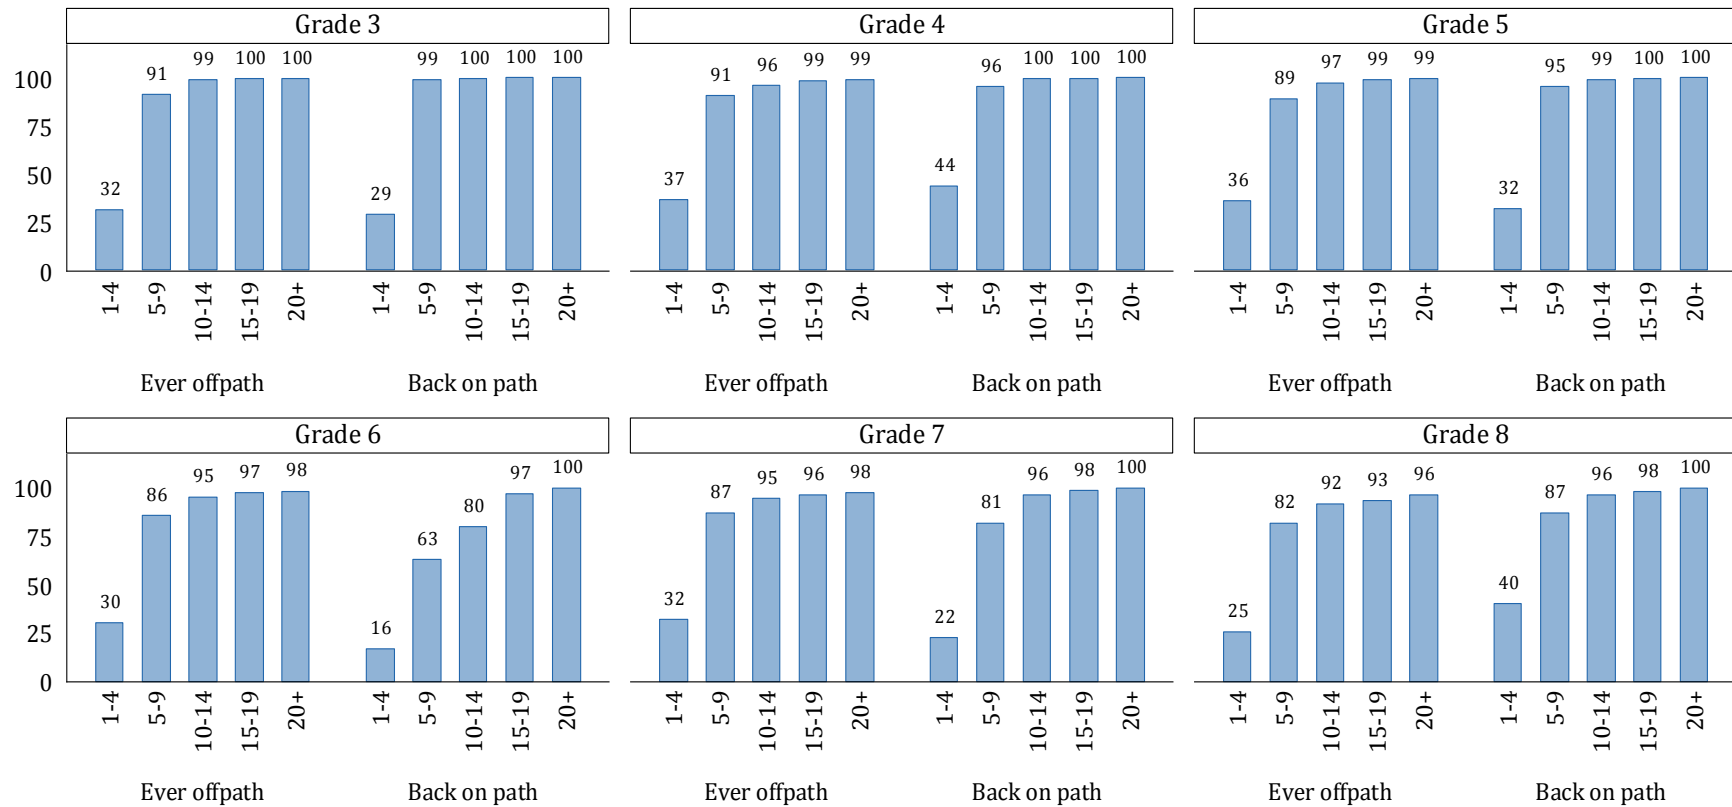 Grade 3
Grade 4
Grade 5
91 99 100 100 99 100 100 100
91 96 99 99 96 100 100 100
89 97 99 99 95 99 100 100
100
75
50
25
0
32 29
37 44
36 32
1-4 5-9 10-14 15-19 20+ 1-4 5-9 10-14 15-19 20+
1-4 5-9 10-14 15-19 20+ 1-4 5-9 10-14 15-19 20+
1-4 5-9 10-14 15-19 20+ 1-4 5-9 10-14 15-19 20+
Ever offpath Back on path
Ever offpath Back on path
Ever offpath Back on path
Grade 6
Grade 7
Grade 8
86 95 97 98 63 80 97 100
87 95 96 98 81 96 98 100
82 92 93 96 87 96 98 100
100
75
50
25
0
30 16
32 22
25 40
1-4 5-9 10-14 15-19 20+ 1-4 5-9 10-14 15-19 20+
1-4 5-9 10-14 15-19 20+ 1-4 5-9 10-14 15-19 20+
1-4 5-9 10-14 15-19 20+ 1-4 5-9 10-14 15-19 20+
Ever offpath Back on path
Ever offpath Back on path
Ever offpath Back on path